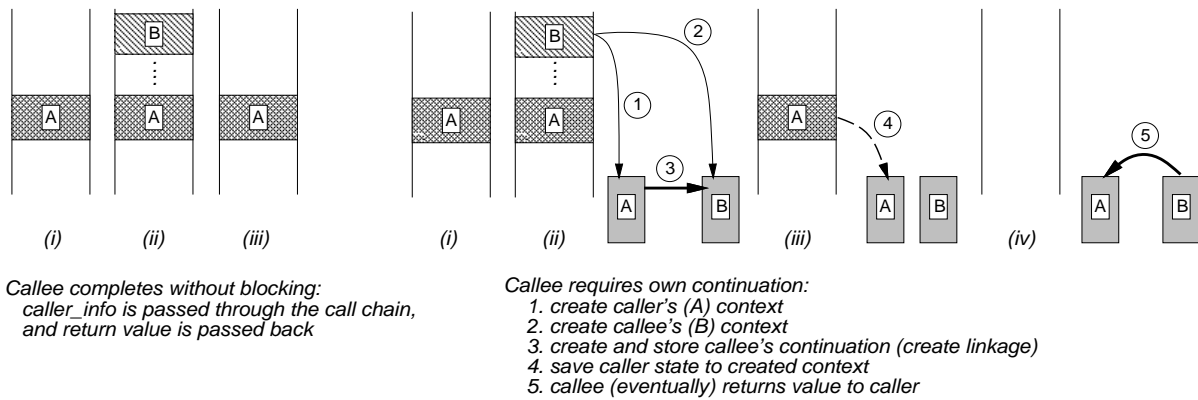 B
A
A
A
(i)
(ii)
(iii)
Callee completes without blocking:
caller_info is passed through the call chain,
and return value is passed back
B
A
A
1
2
3
A
B
A
4
A
B
5
A
B
(i)
(ii)
(iii)
(iv)
Callee requires own continuation:
1. create caller's (A) context
2. create callee's (B) context
3. create and store callee's continuation (create linkage)
4. save caller state to created context
5. callee (eventually) returns value to caller